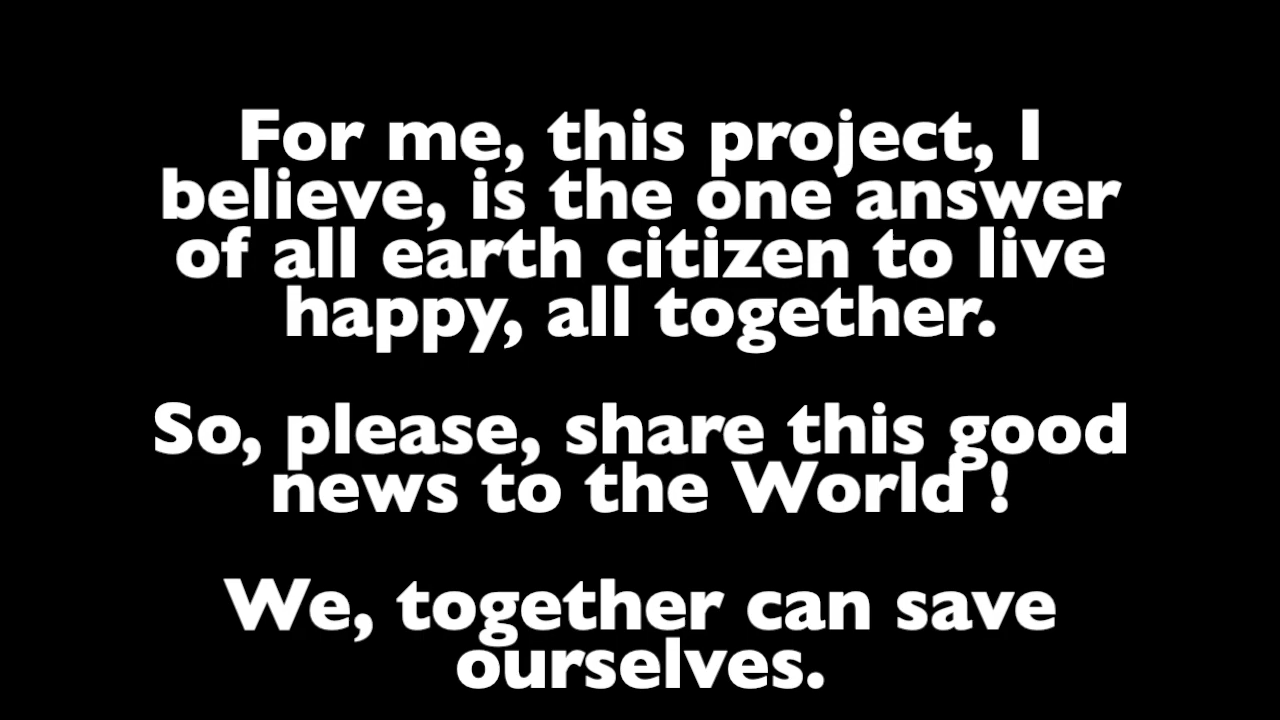 For me, this project, I
believe, is the one answer
of all earth citizen to live
happy, all together.
So, please, share this good
news to the World !
We, together can save
ourselves.